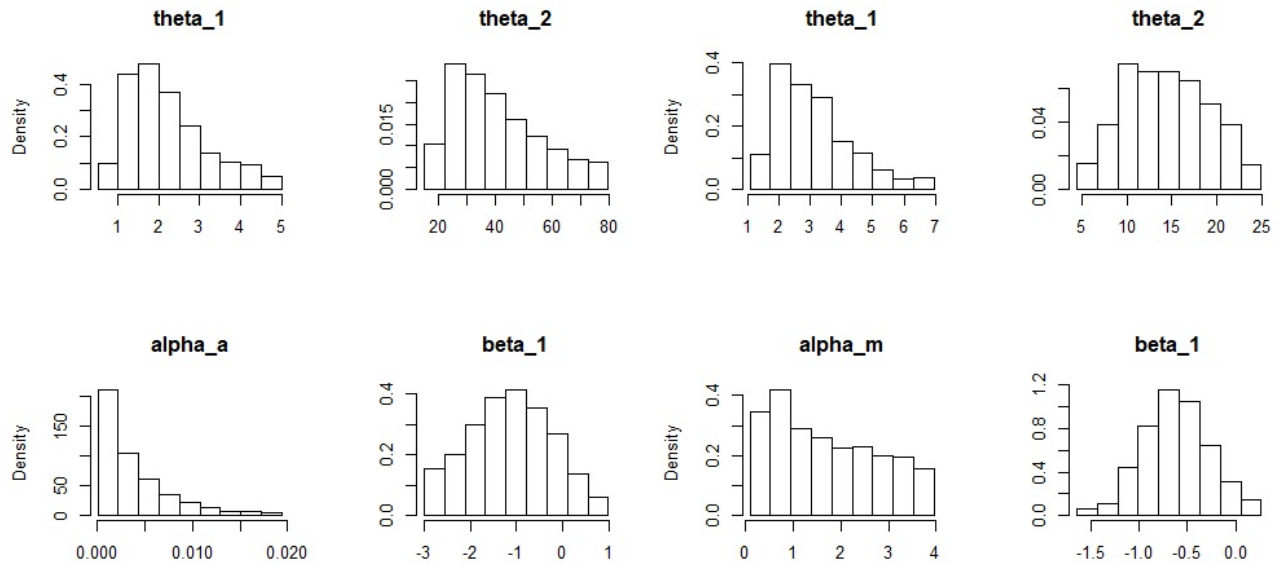 theta_1
theta_2
theta_1
theta_2
Density
0.0 0.2 0.4
1 2 3 4 5
0.000 0.015
20 40 60 80
Density
0.0 0.2 0.4
1 2 3 4 5 6 7
0.00 0.04
5 10 15 20 25
alpha_a
beta_1
alpha_m
beta_1
Density
0 50 150
0.000 0.010 0.020
0.0 0.2 0.4
-3 -2 -1 0 1
Density
0.0 0.2 0.4
0 1 2 3 4
0.0 0.4 0.8 1.2
-1.5 -1.0 -0.5 0.0